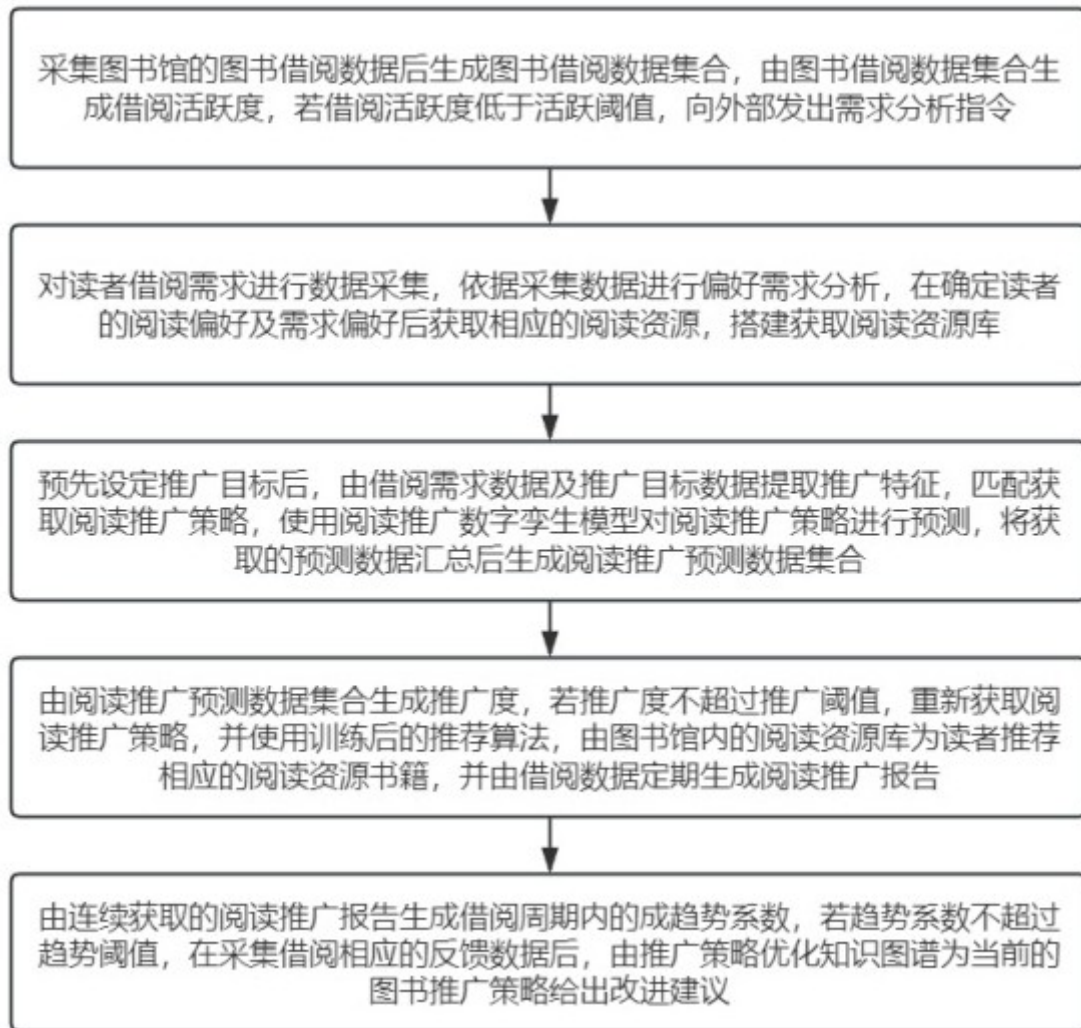 采集图书馆的图书借阅数据后生成图书借阅数据集合，由图书借阅数据集合生
成借阅活跃度，若借阅活跃度低于活跃阈值，向外部发出需求分析指令
对读者借阅需求进行数据采集，依据采集数据进行偏好需求分析，在确定读者
的阅读偏好及需求偏好后获取相应的阅读资源，搭建获取阅读资源库
预先设定推广目标后，由借阅需求数据及推广目标数据提取推广特征，匹配获
取阅读推广策略，使用阅读推广数字孪生模型对阅读推广策略进行预测，将获
取的预测数据汇总后生成阅读推广预测数据集合
由阅读推广预测数据集合生成推广度，若推广度不超过推广阈值，重新获取阅
读推广策略，并使用训练后的推荐算法，由图书馆内的阅读资源库为读者推荐
相应的阅读资源书籍，并由借阅数据定期生成阅读推广报告
由连续获取的阅读推广报告生成借阅周期内的成趋势系数，若趋势系数不超过
趋势阈值，在采集借阅相应的反馈数据后，由推广策略优化知识图谱为当前的
图书推广策略给出改进建议